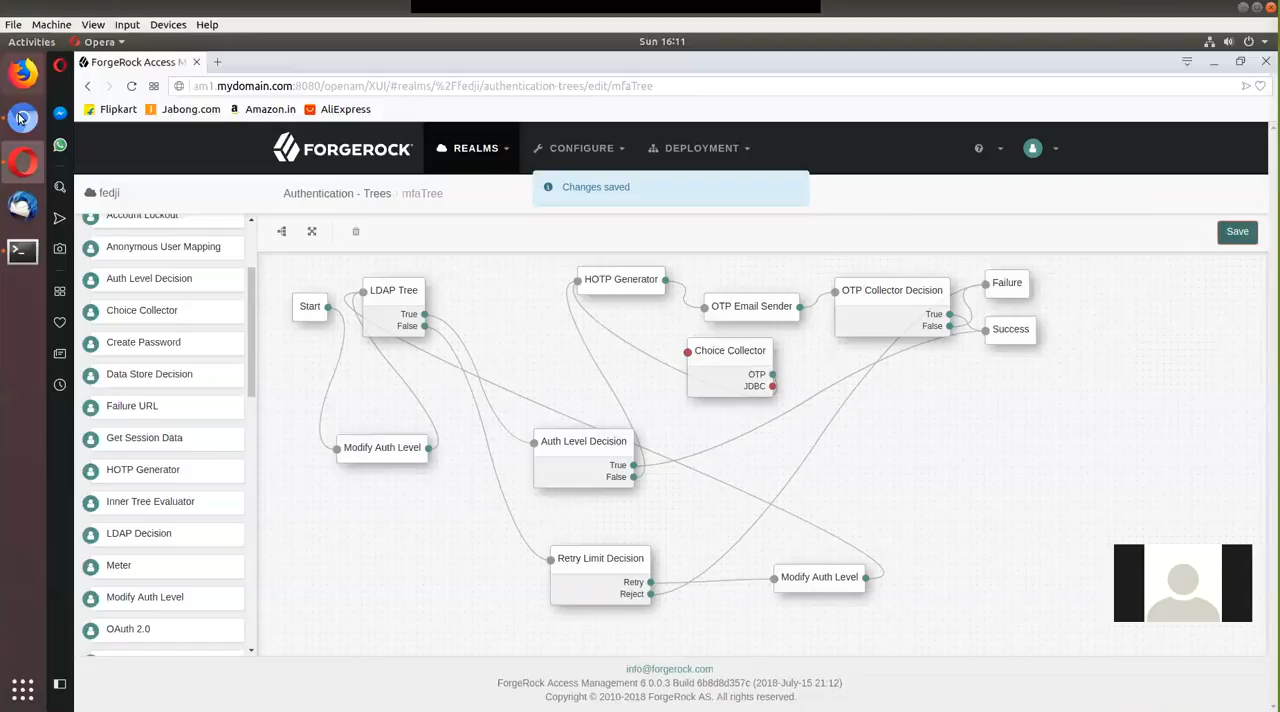 File Machine View Input Devices Help
Activities Opera Sun 16:11
ForgeRock Access M
am1.mydomain.com:8080/openam/XUI/#realms/%2Ffedji/authentication-trees/edit/mfaTree
Flipkart Jabong.com Amazon.in AliExpress
FORGEROCK REALMS CONFIGURE DEPLOYMENT
Changes saved
fedji Authentication - Trees mfaTree
Save
Account Lockout
Anonymous User Mapping
Auth Level Decision
Choice Collector
Create Password
Data Store Decision
Failure URL
Get Session Data
HOTP Generator
Inner Tree Evaluator
LDAP Decision
Meter
Modify Auth Level
OAuth 2.0
Start
LDAP Tree
True
False
Modify Auth Level
HOTP Generator
OTP Email Sender
OTP Collector Decision
True
False
Failure
Success
Choice Collector
OTP
JDBC
Auth Level Decision
True
False
Retry Limit Decision
Retry
Reject
Modify Auth Level
info@forgerock.com
ForgeRock Access Management 6.0.0.3 Build 6b8d8d357c (2018-July-15 21:12)
Copyright © 2010-2018 ForgeRock AS. All rights reserved.